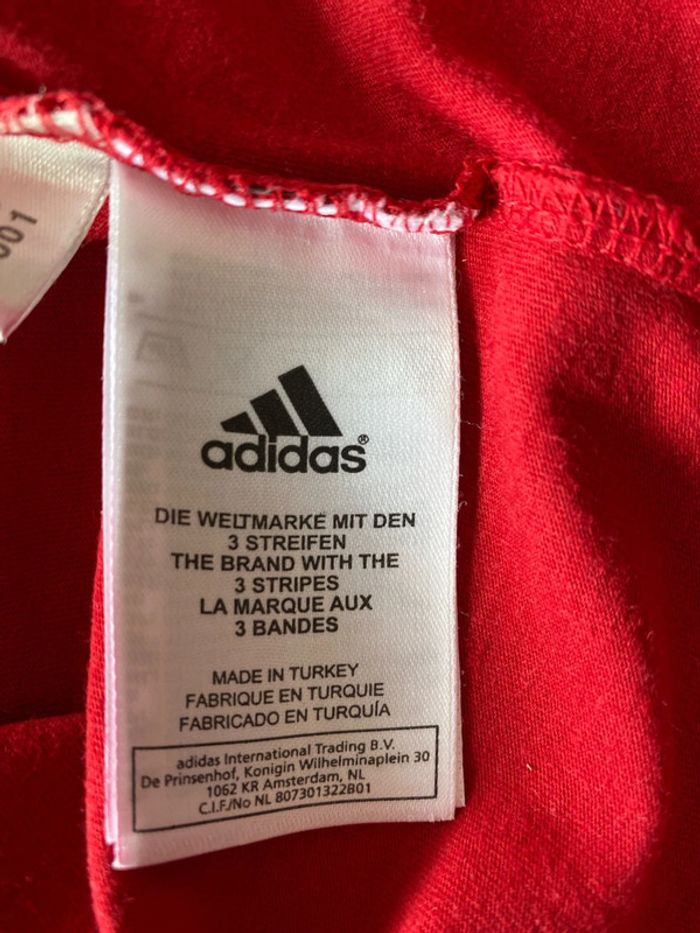 001
adidas®
DIE WELTMARKE MIT DEN
3 STREIFEN
THE BRAND WITH THE
3 STRIPES
LA MARQUE AUX
3 BANDES
MADE IN TURKEY
FABRIQUE EN TURQUIE
FABRICADO EN TURQUÍA
adidas International Trading B.V.
De Prinsenhof, Konigin Wilhelminaplein 30
1062 KR Amsterdam, NL
C.I.F./No NL 807301322B01